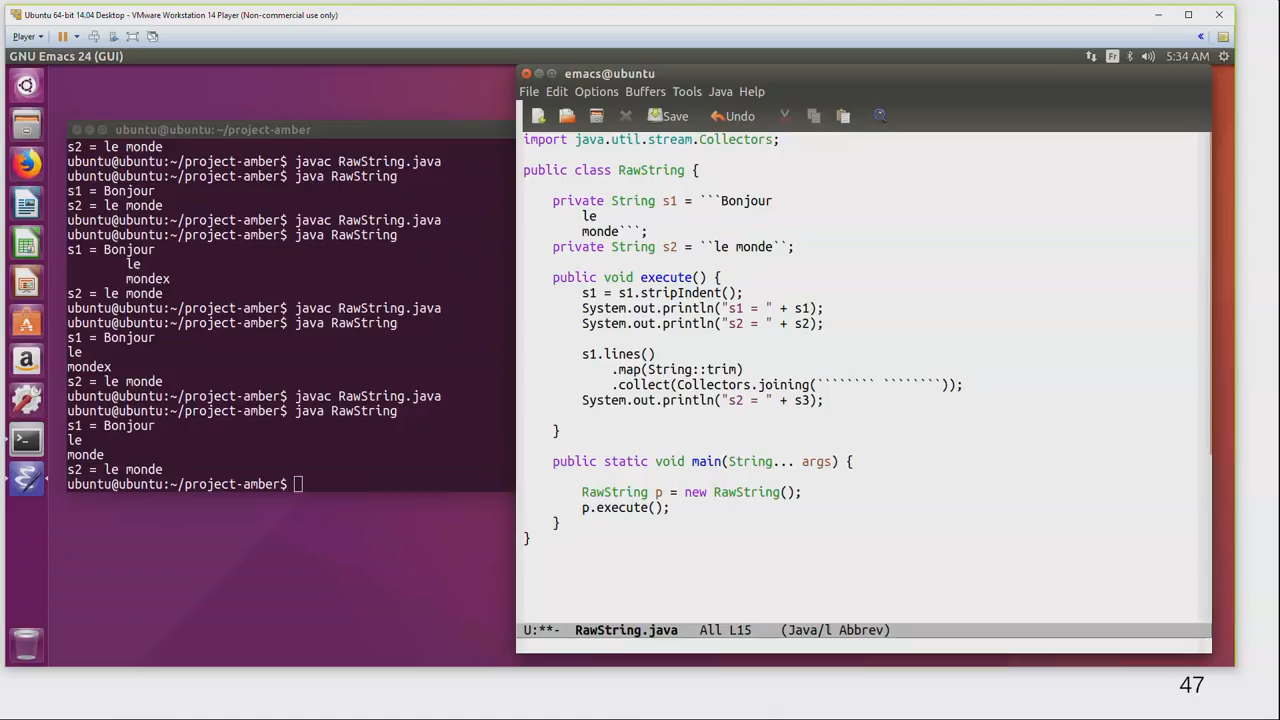 Ubuntu 64-bit 14.04 Desktop - VMware Workstation 14 Player (Non-commercial use only)
Player
GNU Emacs 24 (GUI)
Fr
5:34 AM
ubuntu@ubuntu: ~/project-amber
s2 = le monde
ubuntu@ubuntu:~/project-amber$ javac RawString.java
ubuntu@ubuntu:~/project-amber$ java RawString
s1 = Bonjour
s2 = le monde
ubuntu@ubuntu:~/project-amber$ javac RawString.java
ubuntu@ubuntu:~/project-amber$ java RawString
s1 = Bonjour
le
mondex
s2 = le monde
ubuntu@ubuntu:~/project-amber$ javac RawString.java
ubuntu@ubuntu:~/project-amber$ java RawString
s1 = Bonjour
le
mondex
s2 = le monde
ubuntu@ubuntu:~/project-amber$ javac RawString.java
ubuntu@ubuntu:~/project-amber$ java RawString
s1 = Bonjour
le
monde
s2 = le monde
ubuntu@ubuntu:~/project-amber$
emacs@ubuntu
File Edit Options Buffers Tools Java Help
Save
Undo
import java.util.stream.Collectors;
public class RawString {
private String s1 = ```Bonjour
le
monde```;
private String s2 = ``le monde``;
public void execute() {
s1 = s1.stripIndent();
System.out.println("s1 = " + s1);
System.out.println("s2 = " + s2);
s1.lines()
.map(String::trim)
.collect(Collectors.joining(```````` ````````));
System.out.println("s2 = " + s3);
}
public static void main(String... args) {
RawString p = new RawString();
p.execute();
}
}
U:**- RawString.java All L15 (Java/l Abbrev)
47